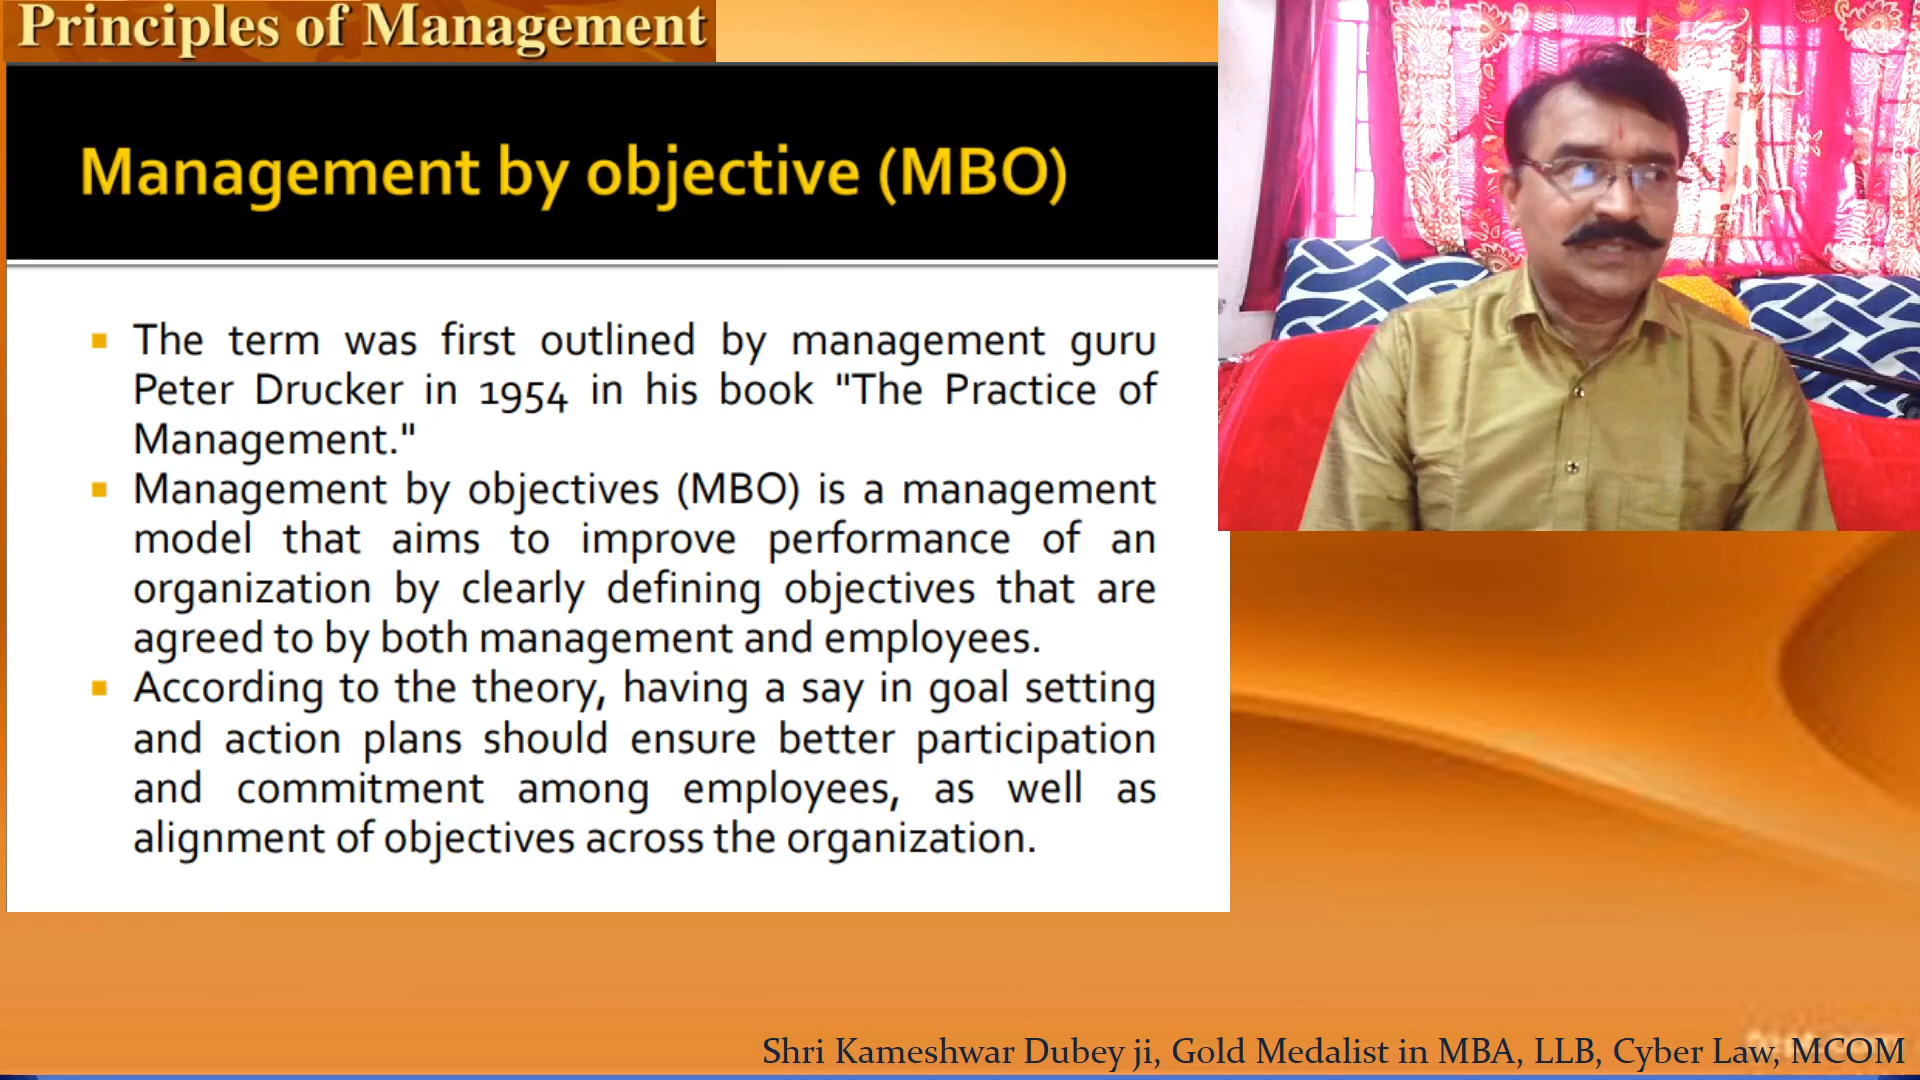 Principles of Management
Management by objective (MBO)
The term was first outlined by management guru
Peter Drucker in 1954 in his book "The Practice of
Management."
Management by objectives (MBO) is a management
model that aims to improve performance of an
organization by clearly defining objectives that are
agreed to by both management and employees.
According to the theory, having a say in goal setting
and action plans should ensure better participation
and commitment among employees, as well as
alignment of objectives across the organization.
Shri Kameshwar Dubey ji, Gold Medalist in MBA, LLB, Cyber Law, MCOM